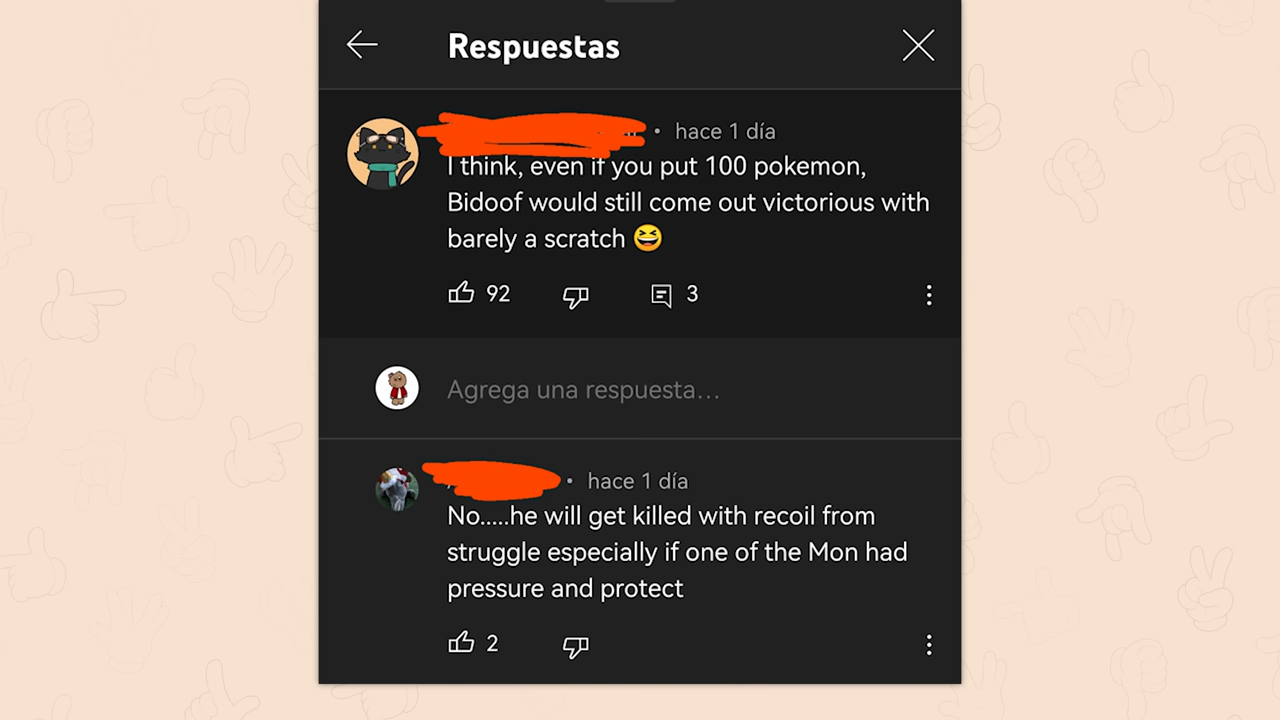 Respuestas
• hace 1 día
I think, even if you put 100 pokemon,
Bidoof would still come out victorious with
barely a scratch 😆
92 3
Agrega una respuesta...
• hace 1 día
No.....he will get killed with recoil from
struggle especially if one of the Mon had
pressure and protect
2